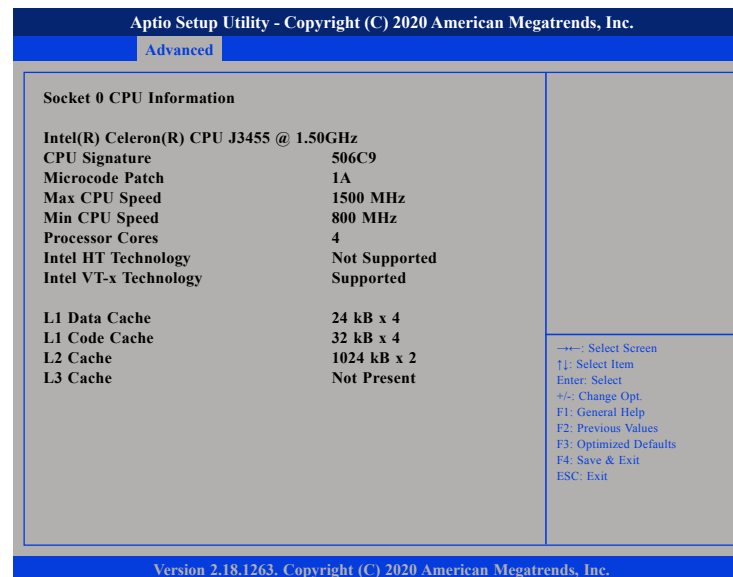 Aptio Setup Utility - Copyright (C) 2020 American Megatrends, Inc.
Advanced
Socket 0 CPU Information
Intel(R) Celeron(R) CPU J3455 @ 1.50GHz
CPU Signature 506C9
Microcode Patch 1A
Max CPU Speed 1500 MHz
Min CPU Speed 800 MHz
Processor Cores 4
Intel HT Technology Not Supported
Intel VT-x Technology Supported
L1 Data Cache 24 kB x 4
L1 Code Cache 32 kB x 4
L2 Cache 1024 kB x 2
L3 Cache Not Present
→←: Select Screen
↑↓: Select Item
Enter: Select
+/-: Change Opt.
F1: General Help
F2: Previous Values
F3: Optimized Defaults
F4: Save & Exit
ESC: Exit
Version 2.18.1263. Copyright (C) 2020 American Megatrends, Inc.